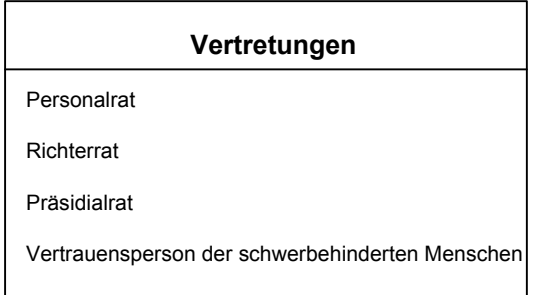 Vertretungen
Personalrat
Richterrat
Präsidialrat
Vertrauensperson der schwerbehinderten Menschen